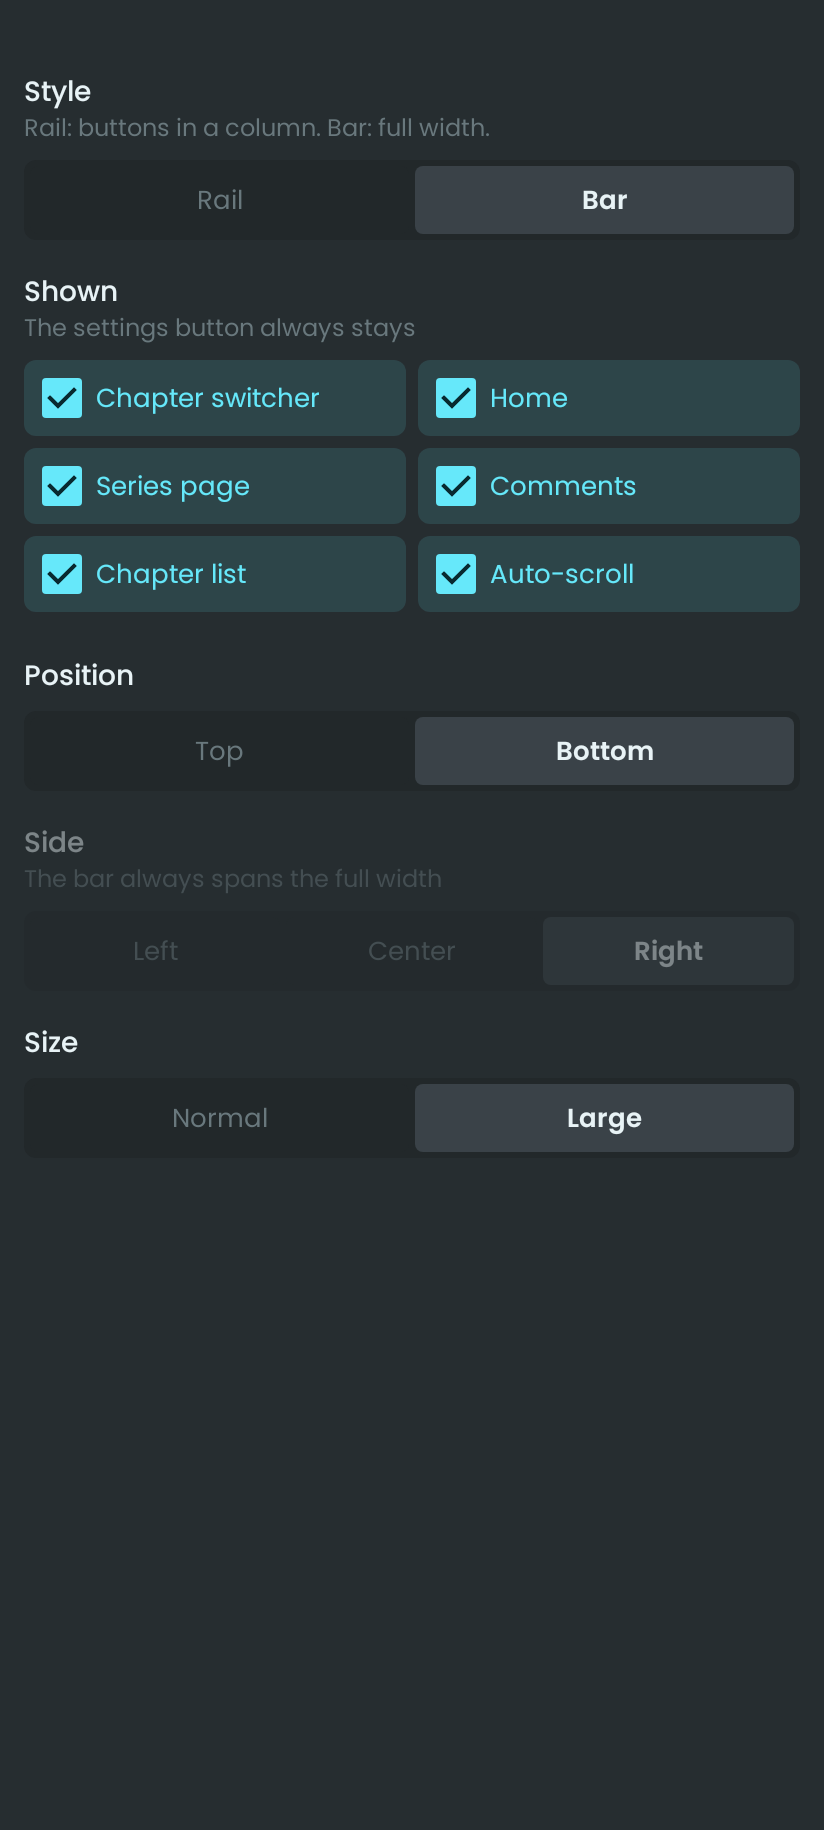 Style
Rail: buttons in a column. Bar: full width.
Rail Bar
Shown
The settings button always stays
Chapter switcher Home
Series page Comments
Chapter list Auto-scroll
Position
Top Bottom
Side
The bar always spans the full width
Left Center Right
Size
Normal Large